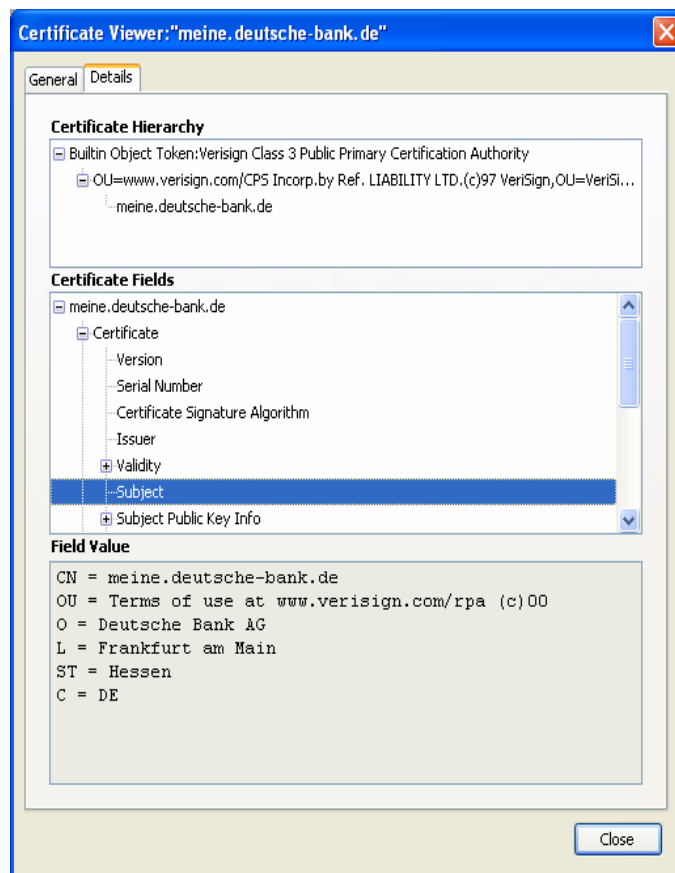 Certificate Viewer:"meine.deutsche-bank.de"
General
Details
Certificate Hierarchy
Builtin Object Token:Verisign Class 3 Public Primary Certification Authority
OU=www.verisign.com/CPS Incorp.by Ref. LIABILITY LTD.(c)97 VeriSign,OU=VeriSi...
meine.deutsche-bank.de
Certificate Fields
meine.deutsche-bank.de
Certificate
Version
Serial Number
Certificate Signature Algorithm
Issuer
Validity
Subject
Subject Public Key Info
Field Value
CN = meine.deutsche-bank.de
OU = Terms of use at www.verisign.com/rpa (c)00
O = Deutsche Bank AG
L = Frankfurt am Main
ST = Hessen
C = DE
Close